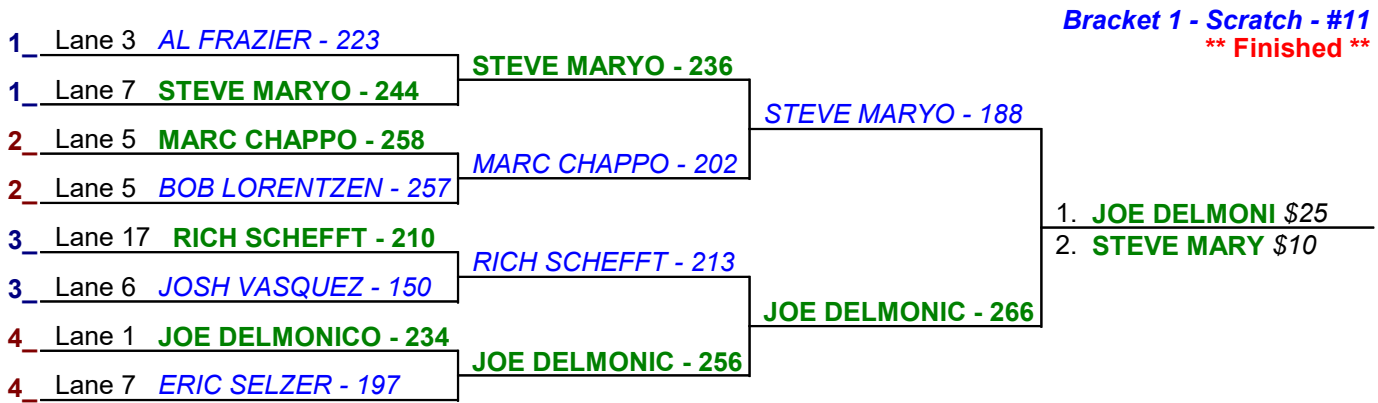 Bracket 1 - Scratch - #11
** Finished **
1_ Lane 3 AL FRAZIER - 223
STEVE MARYO - 236
1_ Lane 7 STEVE MARYO - 244
STEVE MARYO - 188
2_ Lane 5 MARC CHAPPO - 258
MARC CHAPPO - 202
2_ Lane 5 BOB LORENTZEN - 257
1. JOE DELMONI $25
3_ Lane 17 RICH SCHEFFT - 210
2. STEVE MARY $10
RICH SCHEFFT - 213
3_ Lane 6 JOSH VASQUEZ - 150
JOE DELMONIC - 266
4_ Lane 1 JOE DELMONICO - 234
JOE DELMONIC - 256
4_ Lane 7 ERIC SELZER - 197